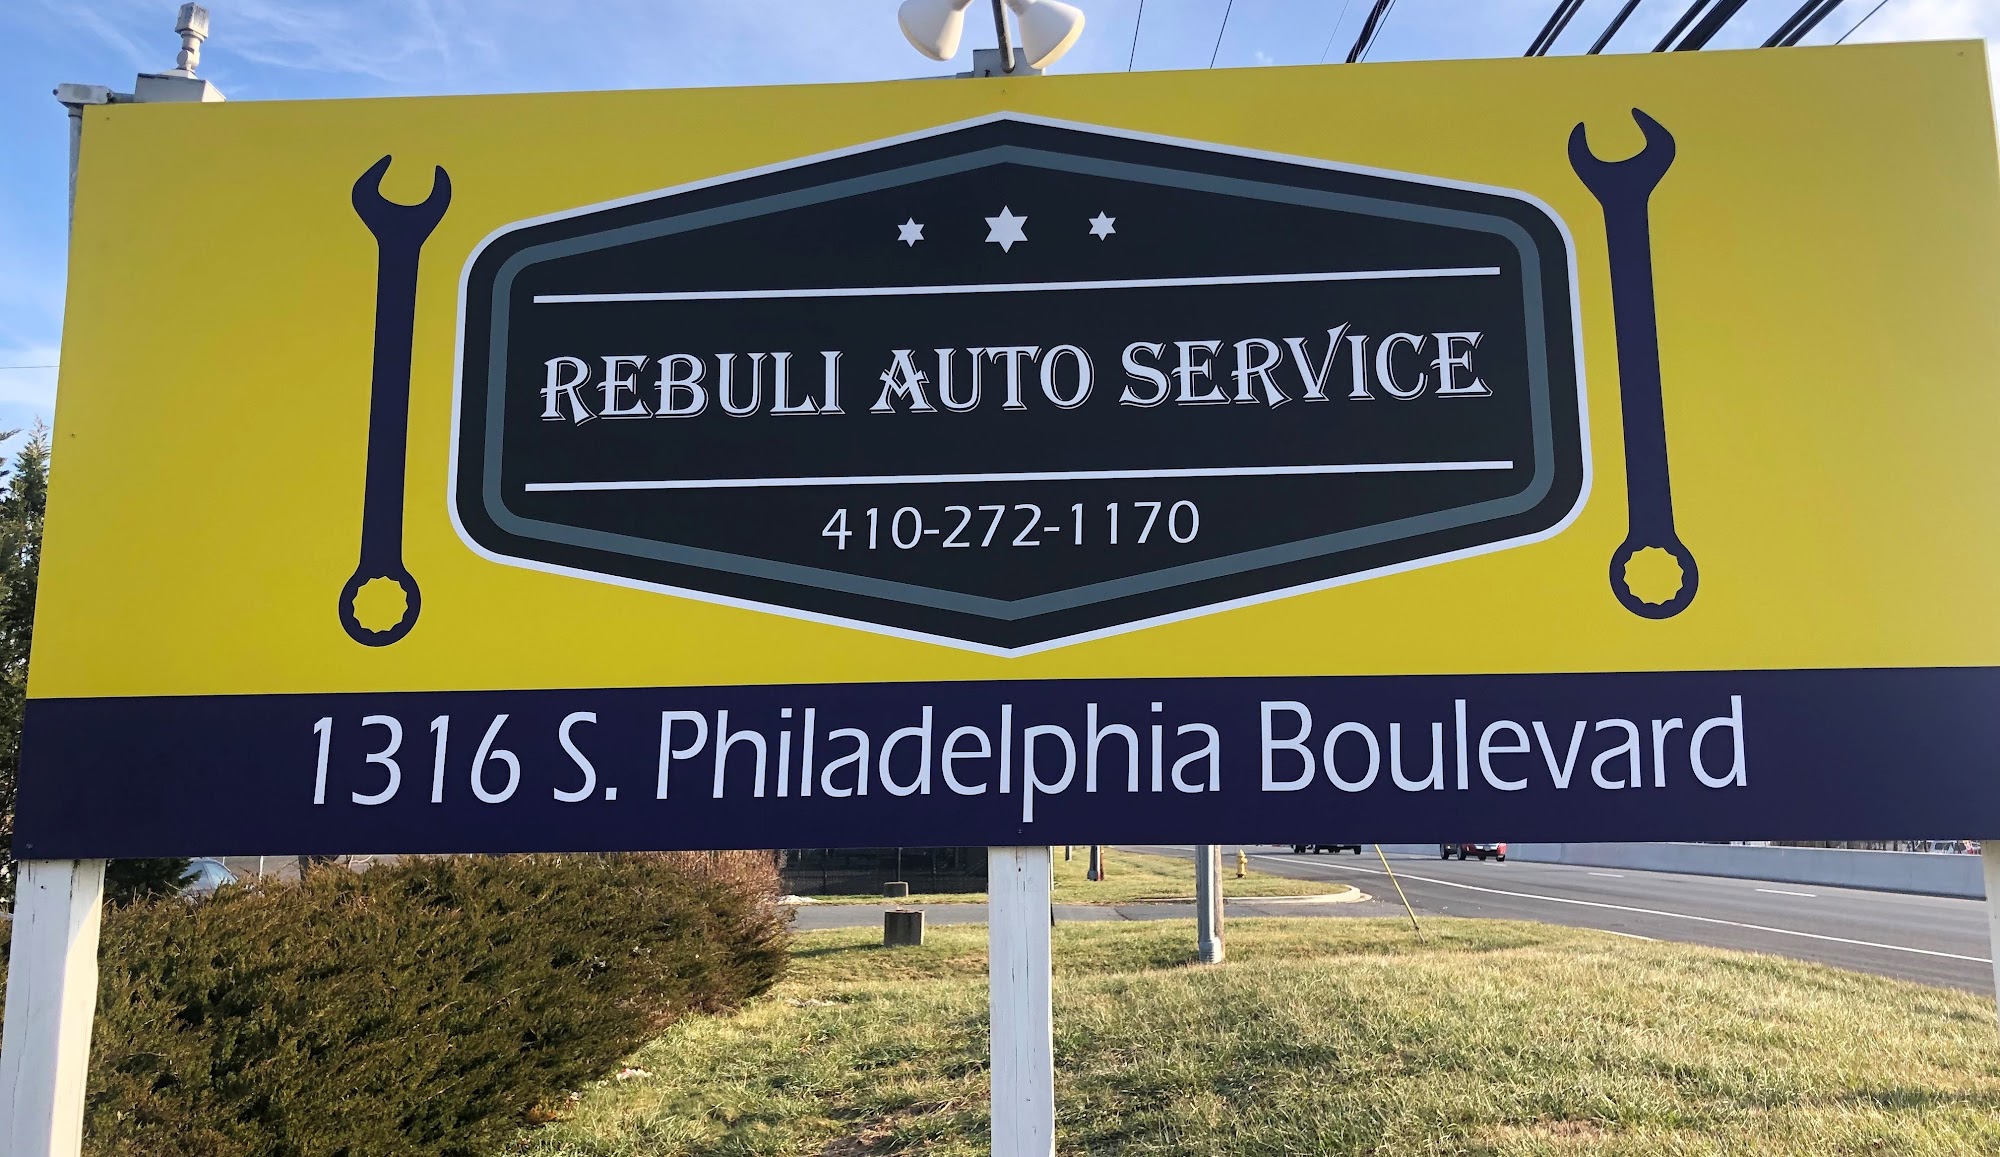 REBULI AUTO SERVICE
410-272-1170
1316 S. Philadelphia Boulevard